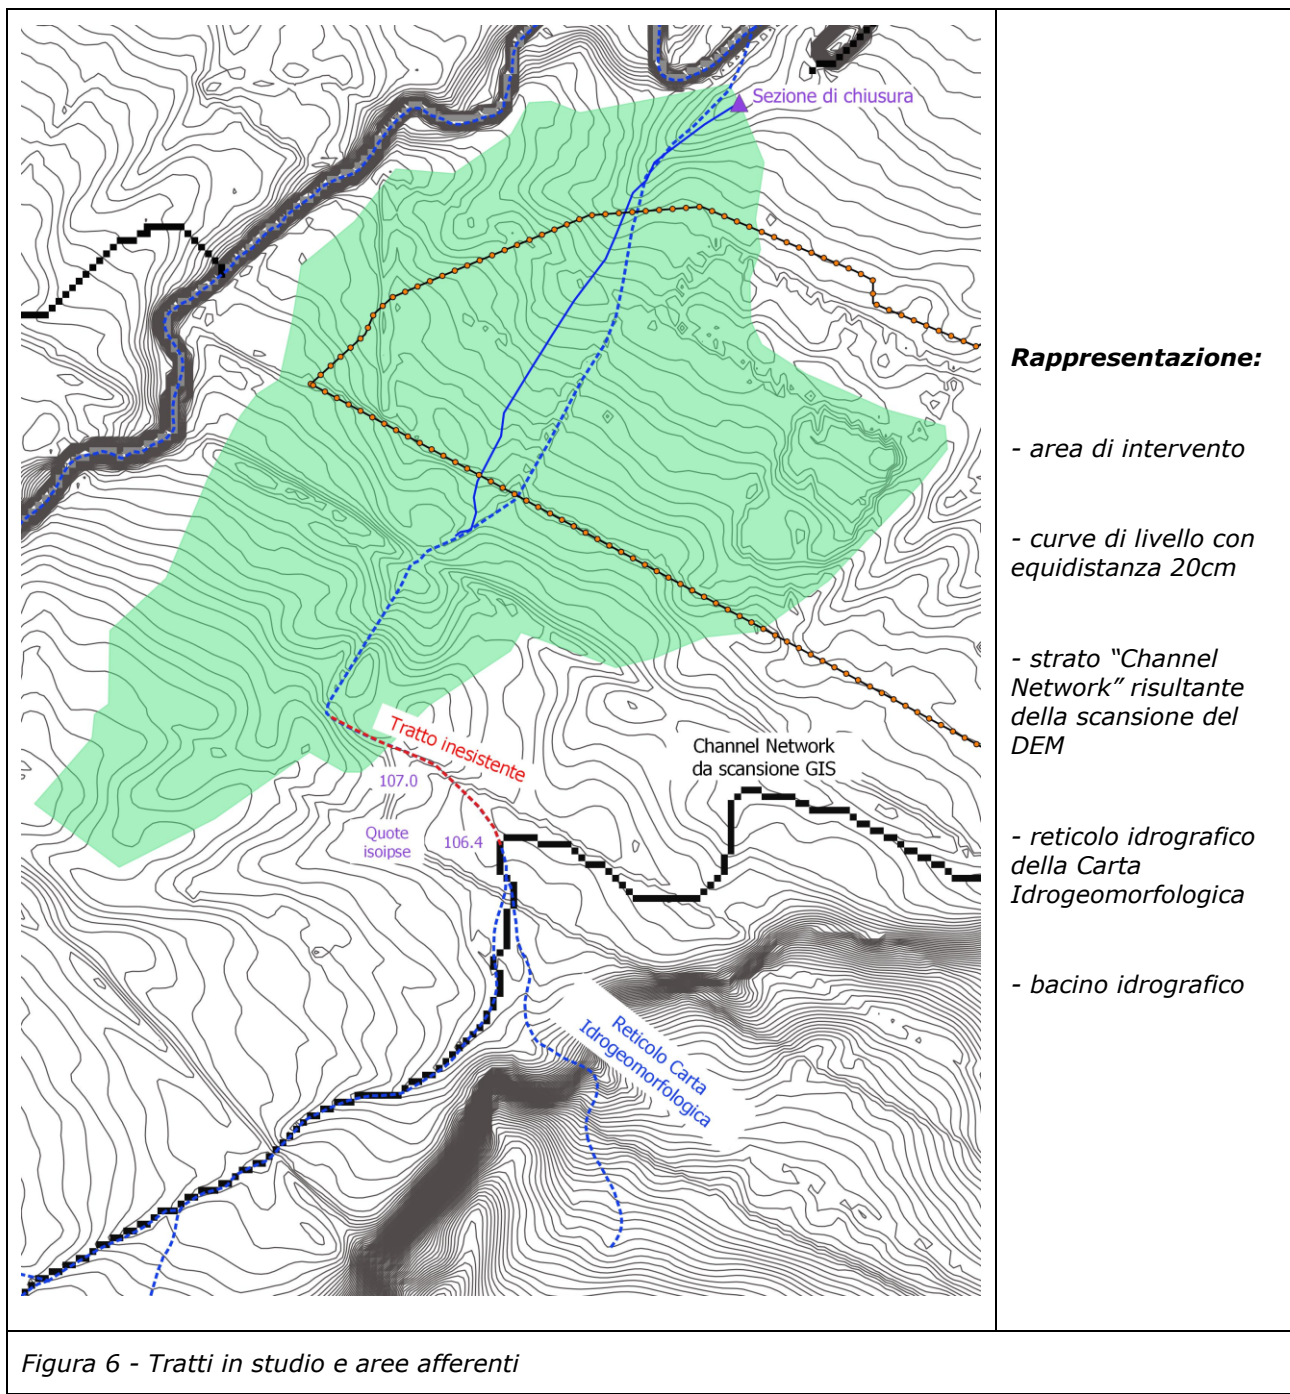 Sezione di chiusura
Tratto inesistente
107.0
Quote
isoipse
106.4
Channel Network
da scansione GIS
Reticolo Carta
Idrogeomorfologica
Rappresentazione:
- area di intervento
- curve di livello con
equidistanza 20cm
- strato “Channel
Network” risultante
della scansione del
DEM
- reticolo idrografico
della Carta
Idrogeomorfologica
- bacino idrografico
Figura 6 - Tratti in studio e aree afferenti